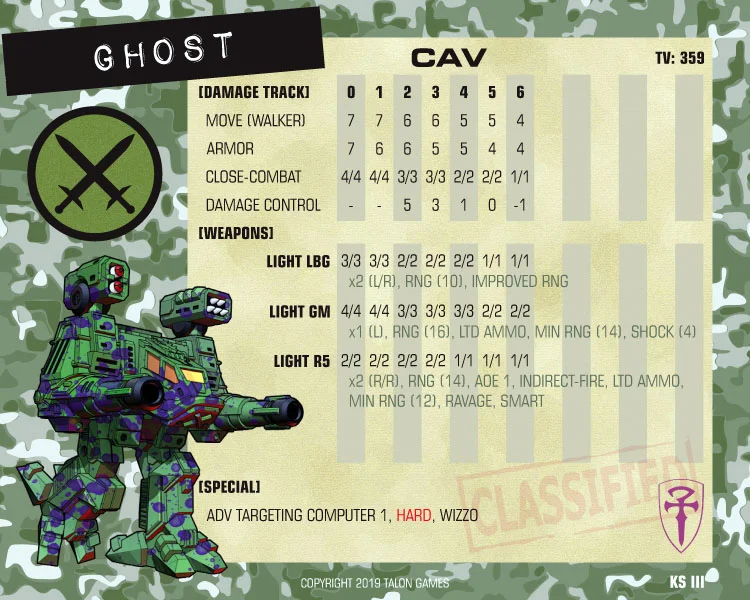 GHOST
CAV
TV: 359
[DAMAGE TRACK] 0 1 2 3 4 5 6
MOVE (WALKER) 7 7 6 6 5 5 4
ARMOR 7 6 6 5 5 4 4
CLOSE-COMBAT 4/4 4/4 3/3 3/3 2/2 2/2 1/1
DAMAGE CONTROL - - 5 3 1 0 -1
[WEAPONS]
LIGHT LBG 3/3 3/3 2/2 2/2 2/2 1/1 1/1
x2 (L/R), RNG (10), IMPROVED RNG
LIGHT GM 4/4 4/4 3/3 3/3 3/3 2/2 2/2
x1 (L), RNG (16), LTD AMMO, MIN RNG (14), SHOCK (4)
LIGHT R5 2/2 2/2 2/2 2/2 1/1 1/1 1/1
x2 (R/R), RNG (14), AOE 1, INDIRECT-FIRE, LTD AMMO,
MIN RNG (12), RAVAGE, SMART
CLASSIFIED
[SPECIAL]
ADV TARGETING COMPUTER 1, HARD, WIZZO
COPYRIGHT 2019 TALON GAMES
KS III